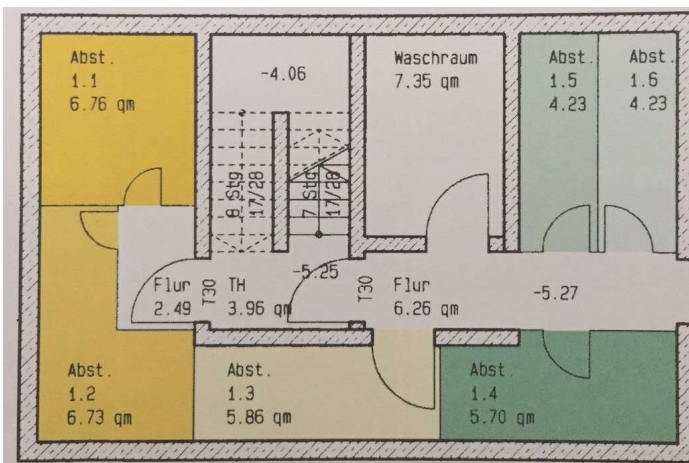 Abst.
1.1
6.76 qm
-4.06
Waschraum
7.35 qm
Abst.
1.5
4.23
Abst.
1.6
4.23
8 Stg
17/28
7 Stg
17/28
-5.25
Flur
2.49
T30
TH
3.96 qm
T30
Flur
6.26 qm
-5.27
Abst.
1.2
6.73 qm
Abst.
1.3
5.86 qm
Abst.
1.4
5.70 qm